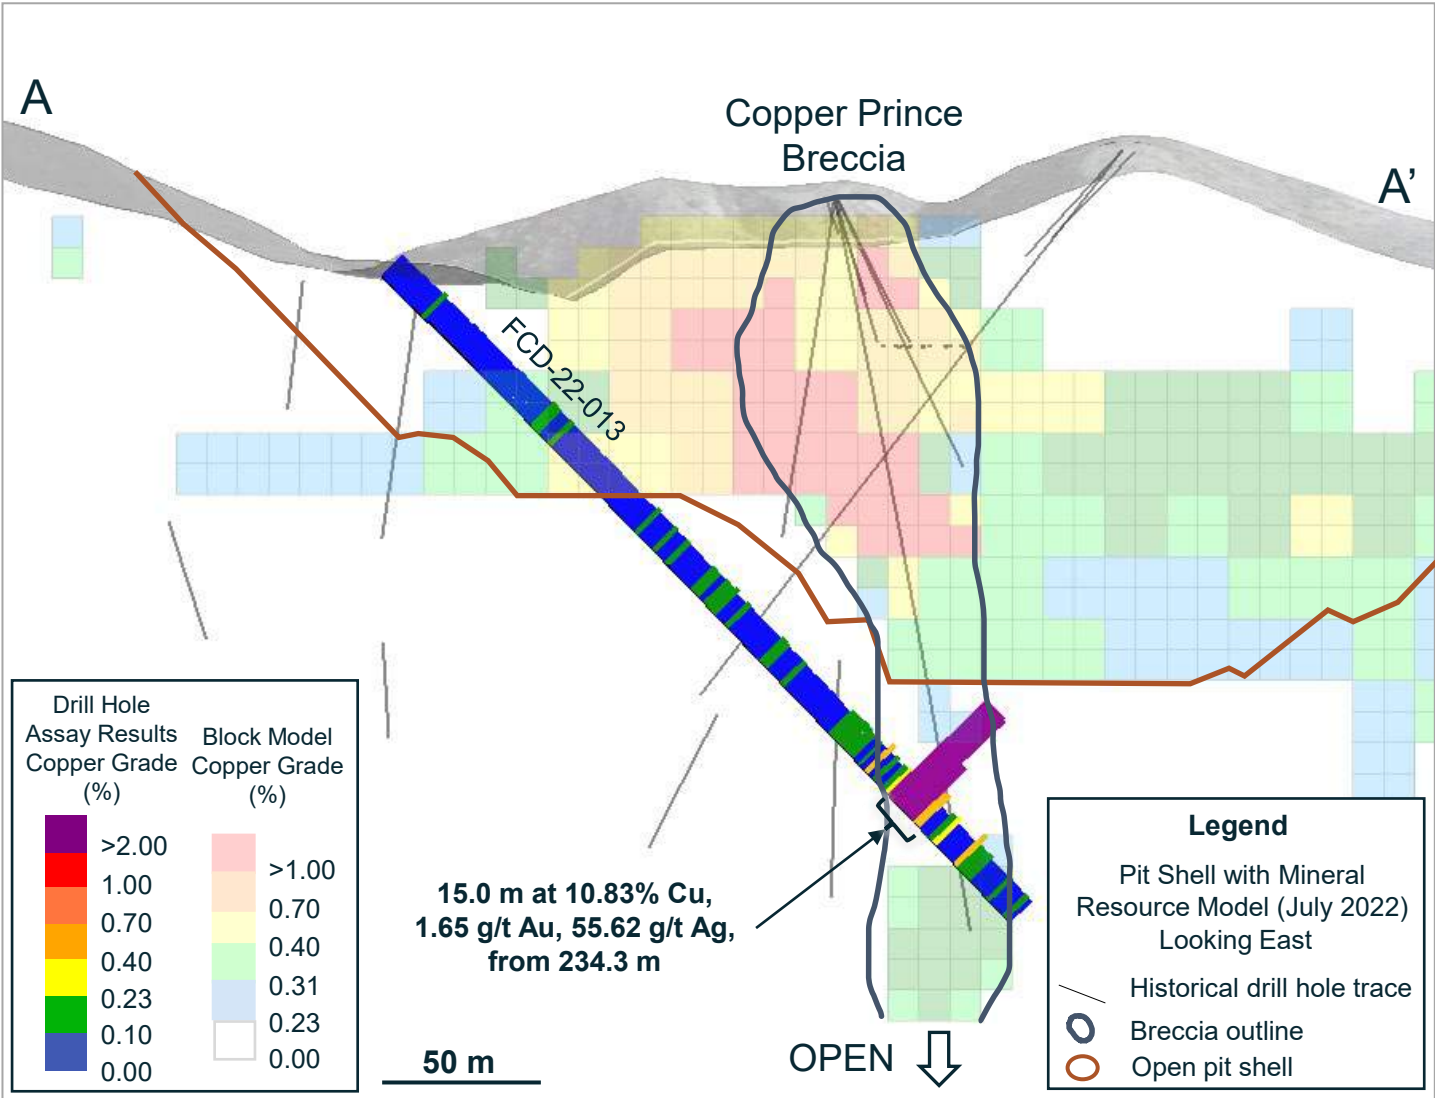 A
Copper Prince
Breccia
A’
FCD-22-013
Drill Hole
Assay Results
Copper Grade
(%)
>2.00
1.00
0.70
0.40
0.23
0.10
0.00
Block Model
Copper Grade
(%)
>1.00
0.70
0.40
0.31
0.23
0.00
15.0 m at 10.83% Cu,
1.65 g/t Au, 55.62 g/t Ag,
from 234.3 m
50 m
OPEN
Legend
Pit Shell with Mineral
Resource Model (July 2022)
Looking East
Historical drill hole trace
Breccia outline
Open pit shell